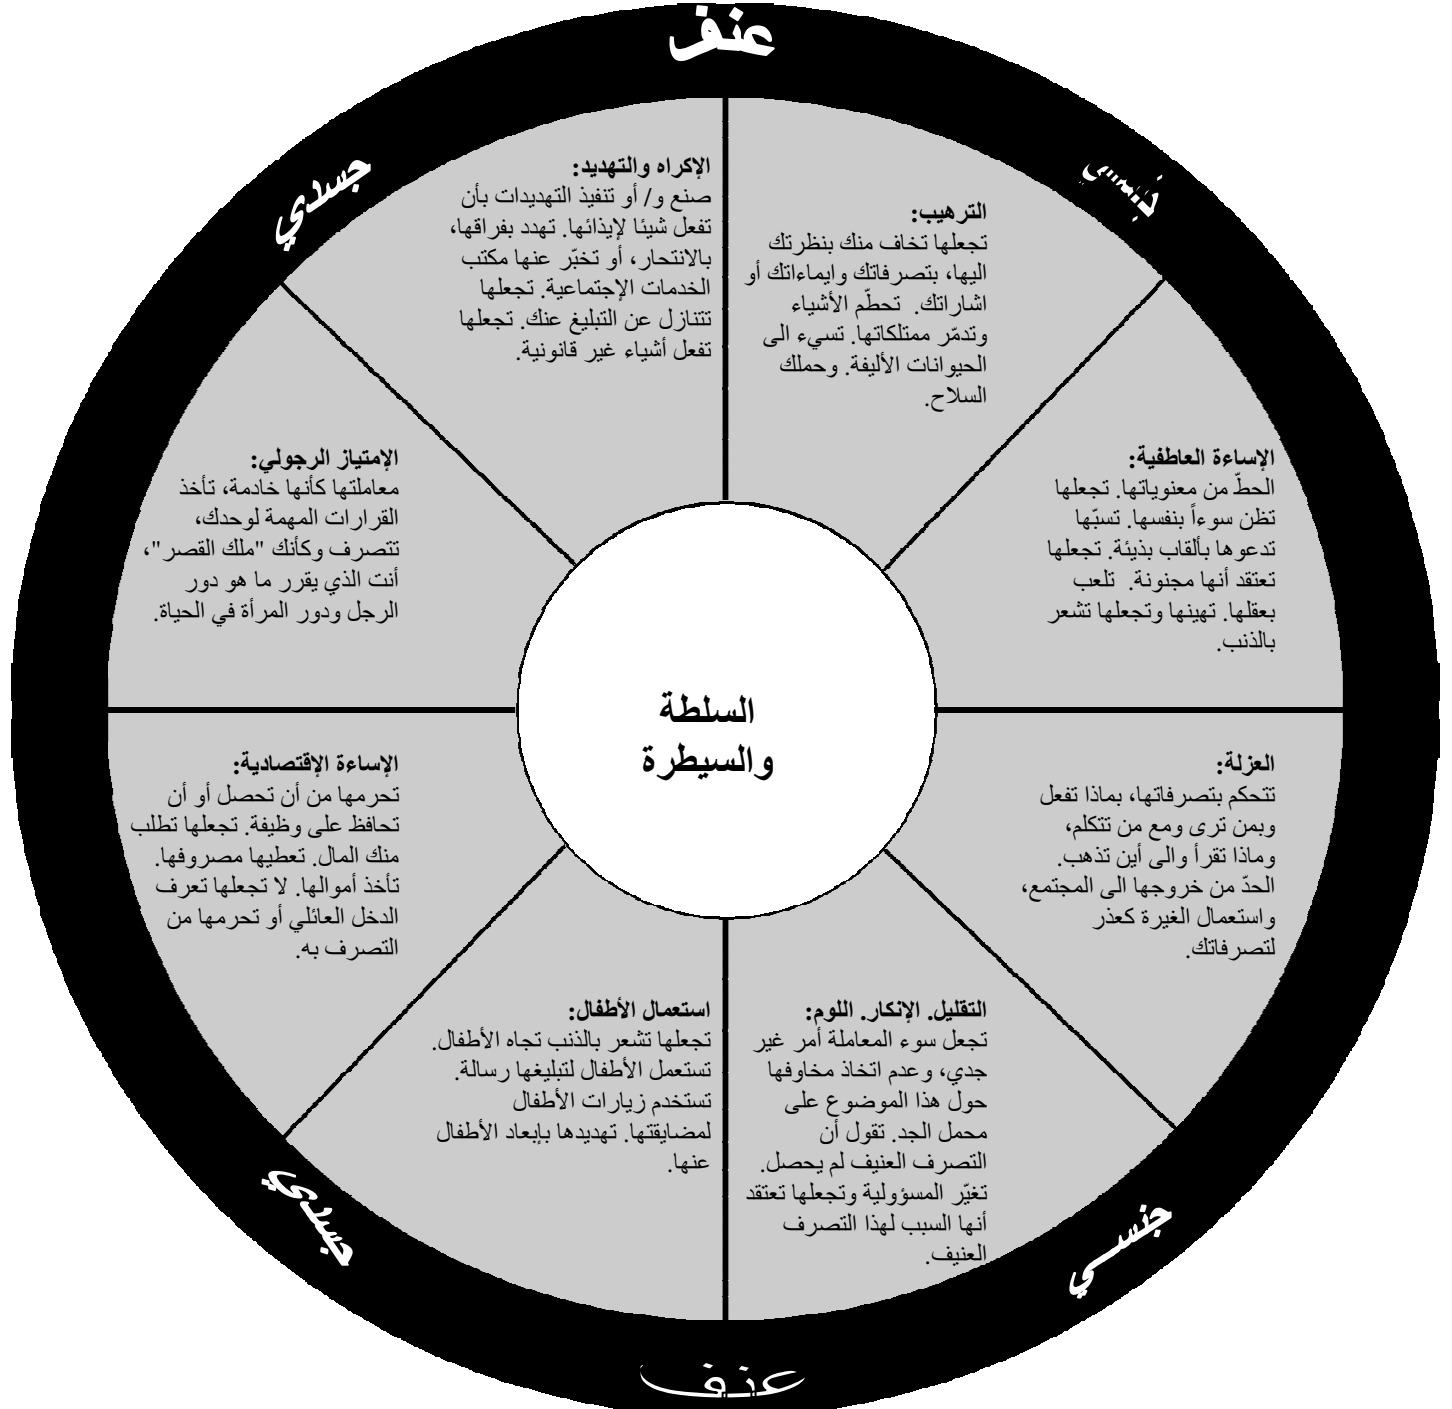 عنف
جنسي
جسدي
الإكراه والتهديد:
صنع و/ أو تنفيذ التهديدات بأن
تفعل شيئا لإيذائها. تهدد بفراقها،
بالانتحار، أو تخبّر عنها مكتب
الخدمات الإجتماعية. تجعلها
تتنازل عن التبليغ عنك. تجعلها
تفعل أشياء غير قانونية.
الترهيب:
تجعلها تخاف منك بنظرتك
اليها، بتصرفاتك وايماءاتك أو
اشاراتك. تحطّم الأشياء
وتدمّر ممتلكاتها. تسيء الى
الحيوانات الأليفة. وحملك
السلاح.
الإساءة العاطفية:
الحطّ من معنوياتها. تجعلها
تظن سوءاً بنفسها. تسبّها
تدعوها بألقاب بذيئة. تجعلها
تعتقد أنها مجنونة. تلعب
بعقلها. تهينها وتجعلها تشعر
بالذنب.
الإمتياز الرجولي:
معاملتها كأنها خادمة، تأخذ
القرارات المهمة لوحدك،
تتصرف وكأنك "ملك القصر"،
أنت الذي يقرر ما هو دور
الرجل ودور المرأة في الحياة.
السلطة
والسيطرة
العزلة:
تتحكم بتصرفاتها، بماذا تفعل
وبمن ترى ومع من تتكلم،
وماذا تقرأ والى أين تذهب.
الحدّ من خروجها الى المجتمع،
واستعمال الغيرة كعذر
لتصرفاتك.
الإساءة الإقتصادية:
تحرمها من أن تحصل أو أن
تحافظ على وظيفة. تجعلها تطلب
منك المال. تعطيها مصروفها.
تأخذ أموالها. لا تجعلها تعرف
الدخل العائلي أو تحرمها من
التصرف به.
التقليل. الإنكار. اللوم:
تجعل سوء المعاملة أمر غير
جدي، وعدم اتخاذ مخاوفها
حول هذا الموضوع على
محمل الجد. تقول أن
التصرف العنيف لم يحصل.
تغيّر المسؤولية وتجعلها تعتقد
أنها السبب لهذا التصرف
العنيف.
استعمال الأطفال:
تجعلها تشعر بالذنب تجاه الأطفال.
تستعمل الأطفال لتبليغها رسالة.
تستخدم زيارات الأطفال
لمضايقتها. تهديدها بإبعاد الأطفال
عنها.
جنسي
جسدي
عنف